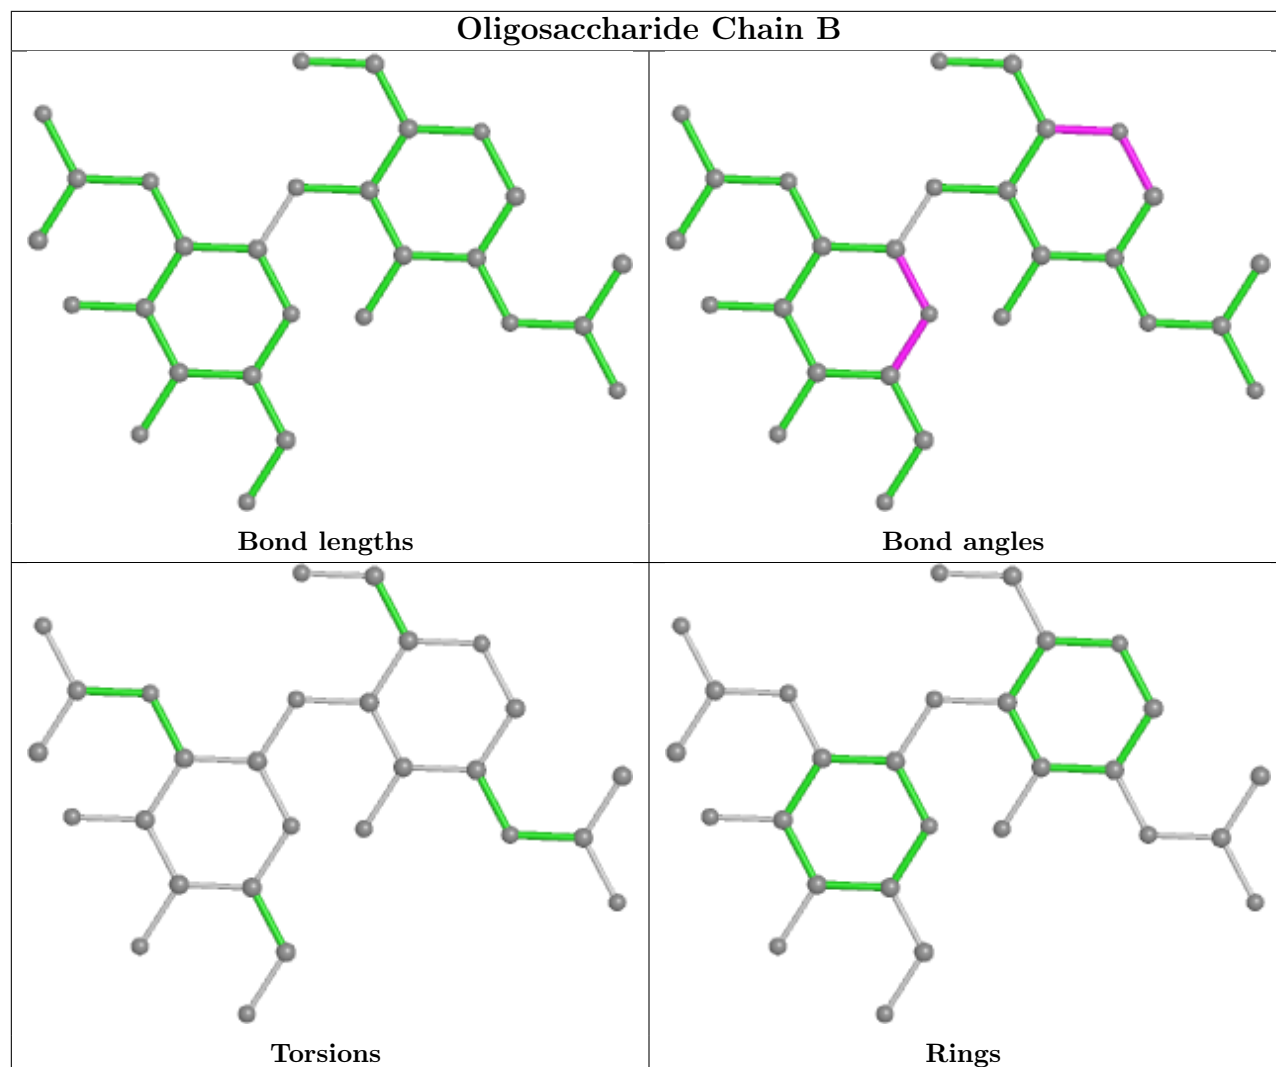 Oligosaccharide Chain B
Bond lengths
Bond angles
Torsions
Rings